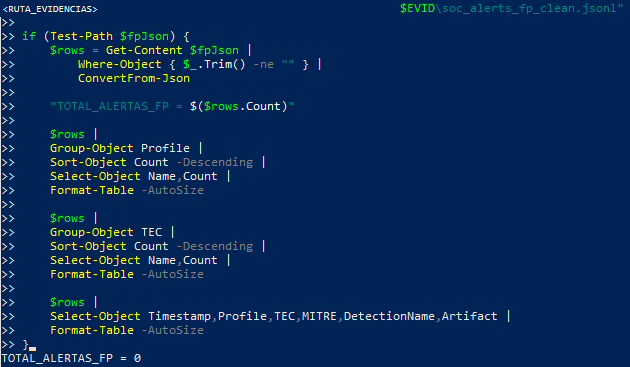 <RUTA_EVIDENCIAS> $EVID\soc_alerts_fp_clean.jsonl"
>>
>> if (Test-Path $fpJson) {
>>     $rows = Get-Content $fpJson |
>>         Where-Object { $_.Trim() -ne "" } |
>>         ConvertFrom-Json
>>
>>     "TOTAL_ALERTAS_FP = $($rows.Count)"
>>
>>     $rows |
>>     Group-Object Profile |
>>     Sort-Object Count -Descending |
>>     Select-Object Name,Count |
>>     Format-Table -AutoSize
>>
>>     $rows |
>>     Group-Object TEC |
>>     Sort-Object Count -Descending |
>>     Select-Object Name,Count |
>>     Format-Table -AutoSize
>>
>>     $rows |
>>     Select-Object Timestamp,Profile,TEC,MITRE,DetectionName,Artifact |
>>     Format-Table -AutoSize
>> }
TOTAL_ALERTAS_FP = 0